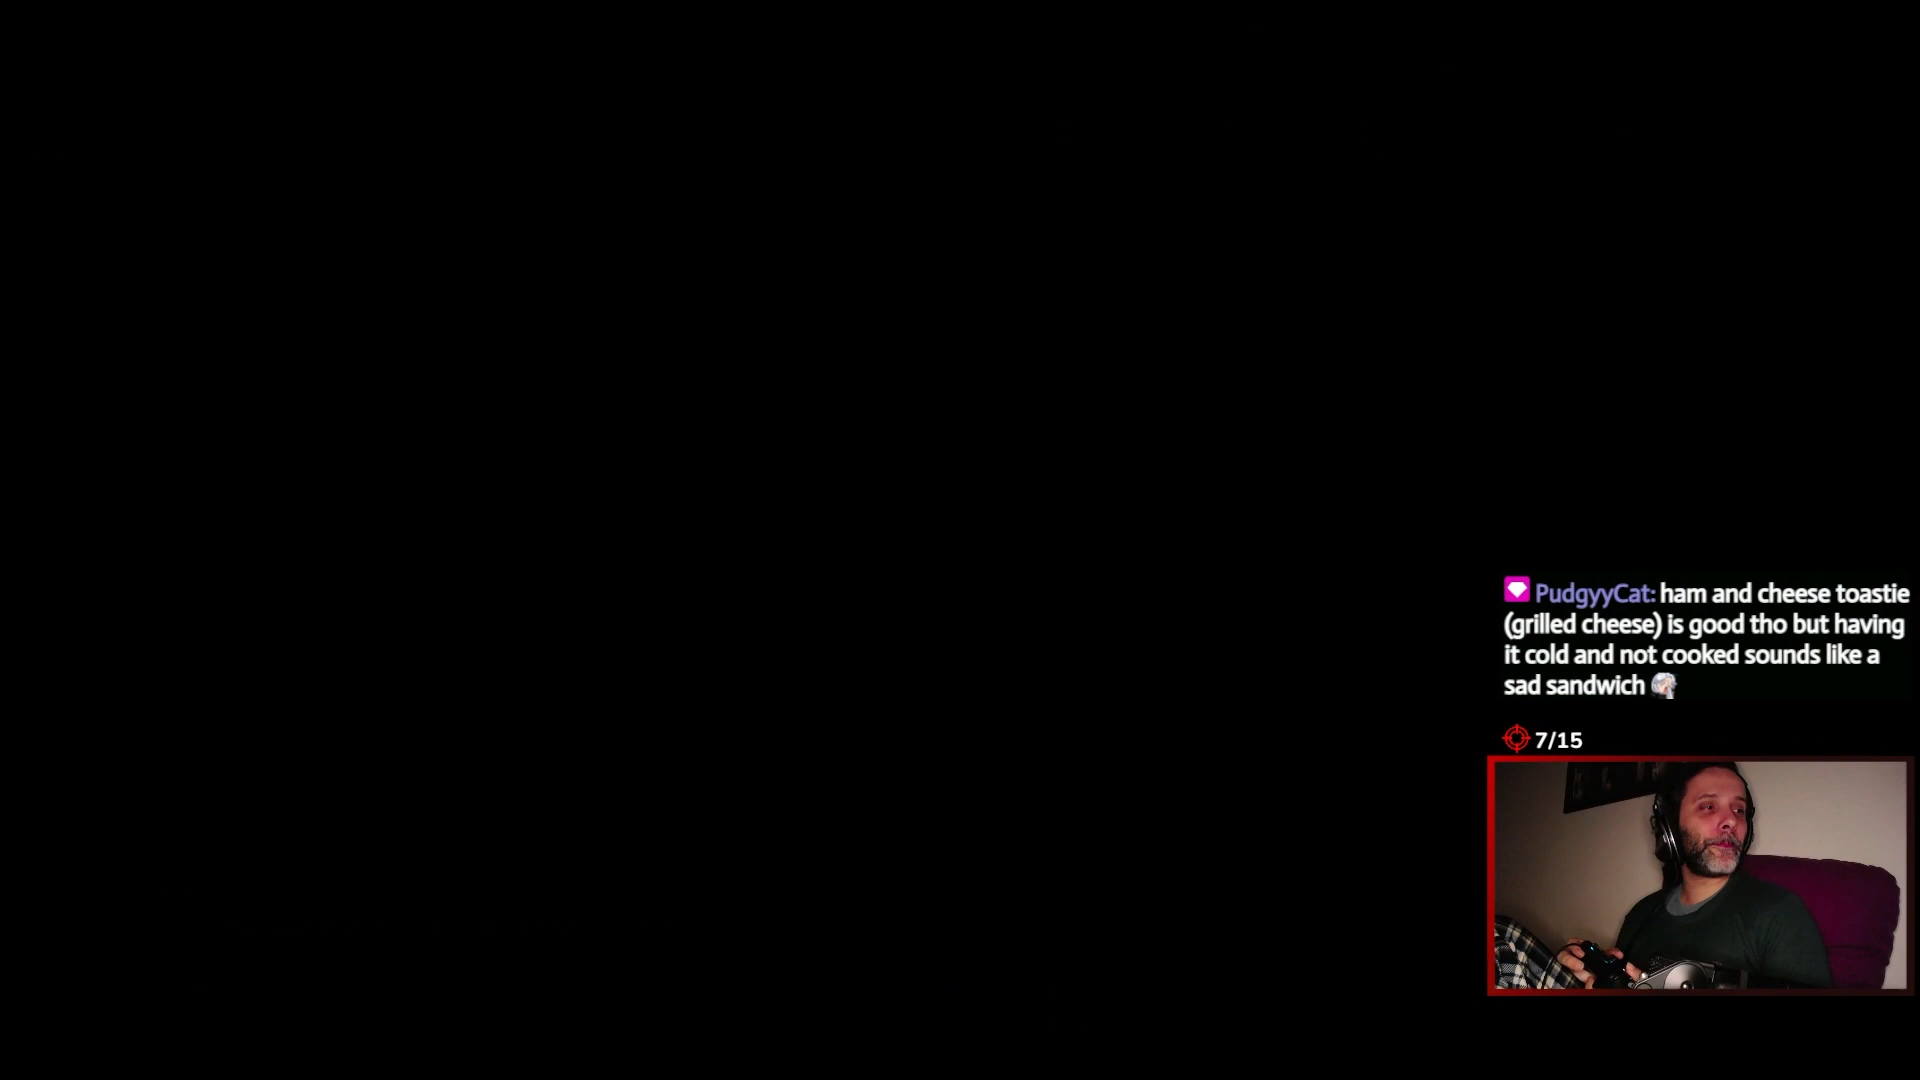 PudgyyCat: ham and cheese toastie
(grilled cheese) is good tho but having
it cold and not cooked sounds like a
sad sandwich
7/15